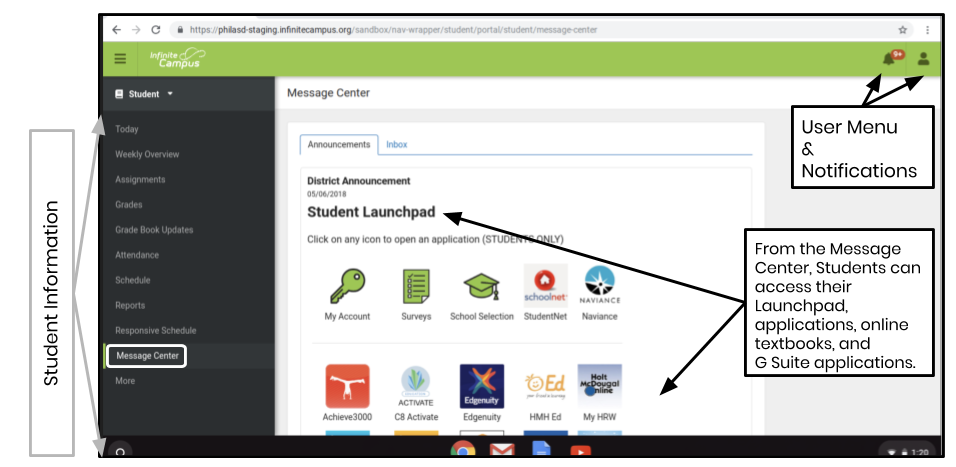 https://philasd-staging.infinitecampus.org/sandbox/nav-wrapper/student/portal/student/message-center
Infinite
Campus
9+
Student
Message Center
Today
Weekly Overview
Assignments
Grades
Grade Book Updates
Attendance
Schedule
Reports
Responsive Schedule
Message Center
More
Student Information
Announcements
Inbox
District Announcement
05/06/2018
Student Launchpad
Click on any icon to open an application (STUDENTS ONLY)
schoolnet
NAVIANCE
My Account
Surveys
School Selection
StudentNet
Naviance
ACTIVATE
Edgenuity
Ed
Holt
McDougal
Online
Achieve3000
C8 Activate
Edgenuity
HMH Ed
My HRW
1:20
User Menu
&
Notifications
From the Message
Center, Students can
access their
Launchpad,
applications, online
textbooks, and
G Suite applications.